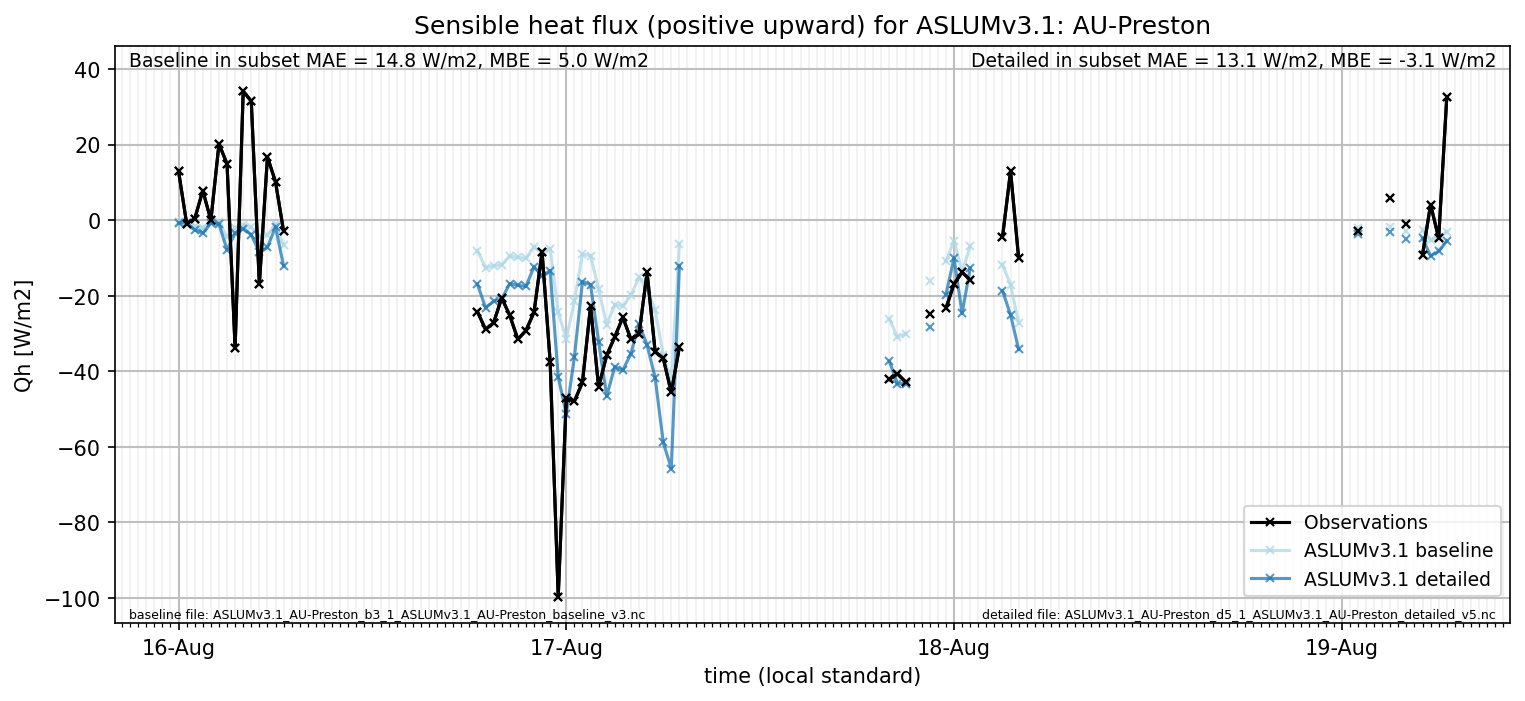 Sensible heat flux (positive upward) for ASLUMv3.1: AU-Preston
Baseline in subset MAE = 14.8 W/m2, MBE = 5.0 W/m2
Detailed in subset MAE = 13.1 W/m2, MBE = -3.1 W/m2
40
20
0
−20
−40
−60
−80
−100
Qh [W/m2]
Observations
ASLUMv3.1 baseline
ASLUMv3.1 detailed
baseline file: ASLUMv3.1_AU-Preston_b3_1_ASLUMv3.1_AU-Preston_baseline_v3.nc
detailed file: ASLUMv3.1_AU-Preston_d5_1_ASLUMv3.1_AU-Preston_detailed_v5.nc
16-Aug
17-Aug
18-Aug
19-Aug
time (local standard)